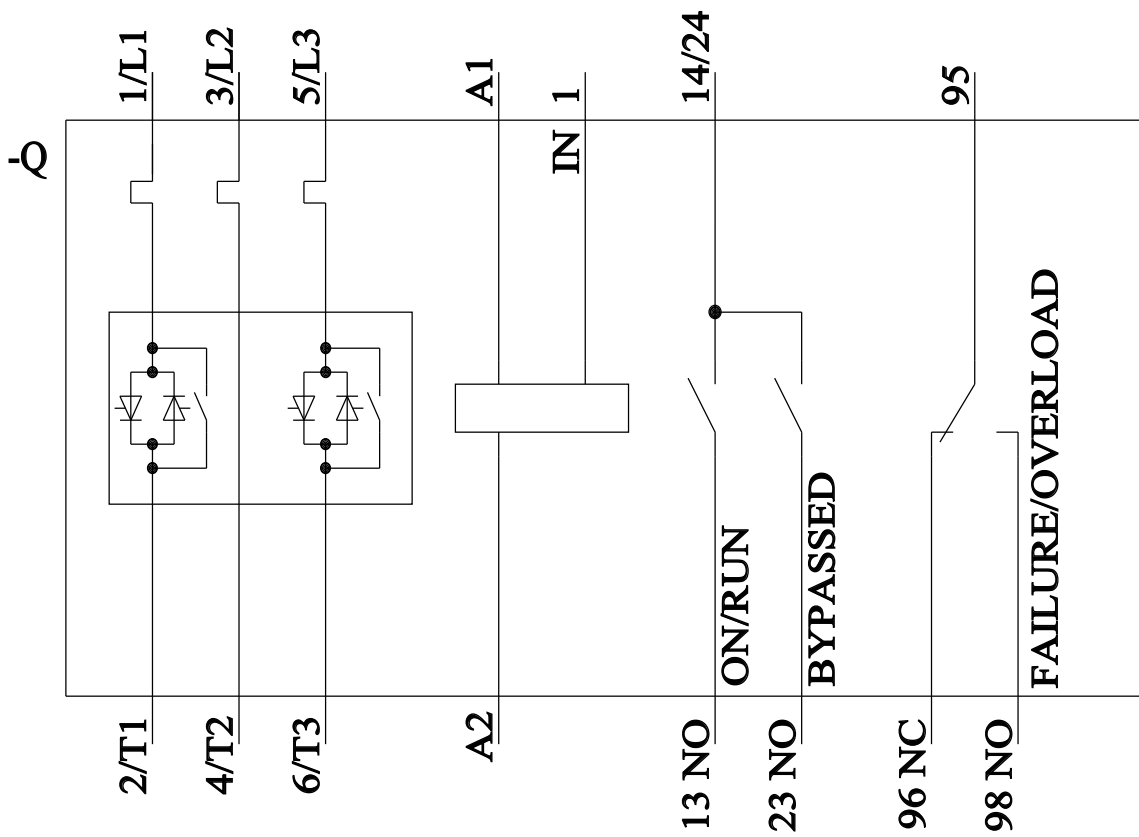 -Q
1/L1
3/L2
5/L3
A1
1
IN
14/24
95
ON/RUN
BYPASSED
FAILURE/OVERLOAD
2/T1
4/T2
6/T3
A2
13 NO
23 NO
96 NC
98 NO